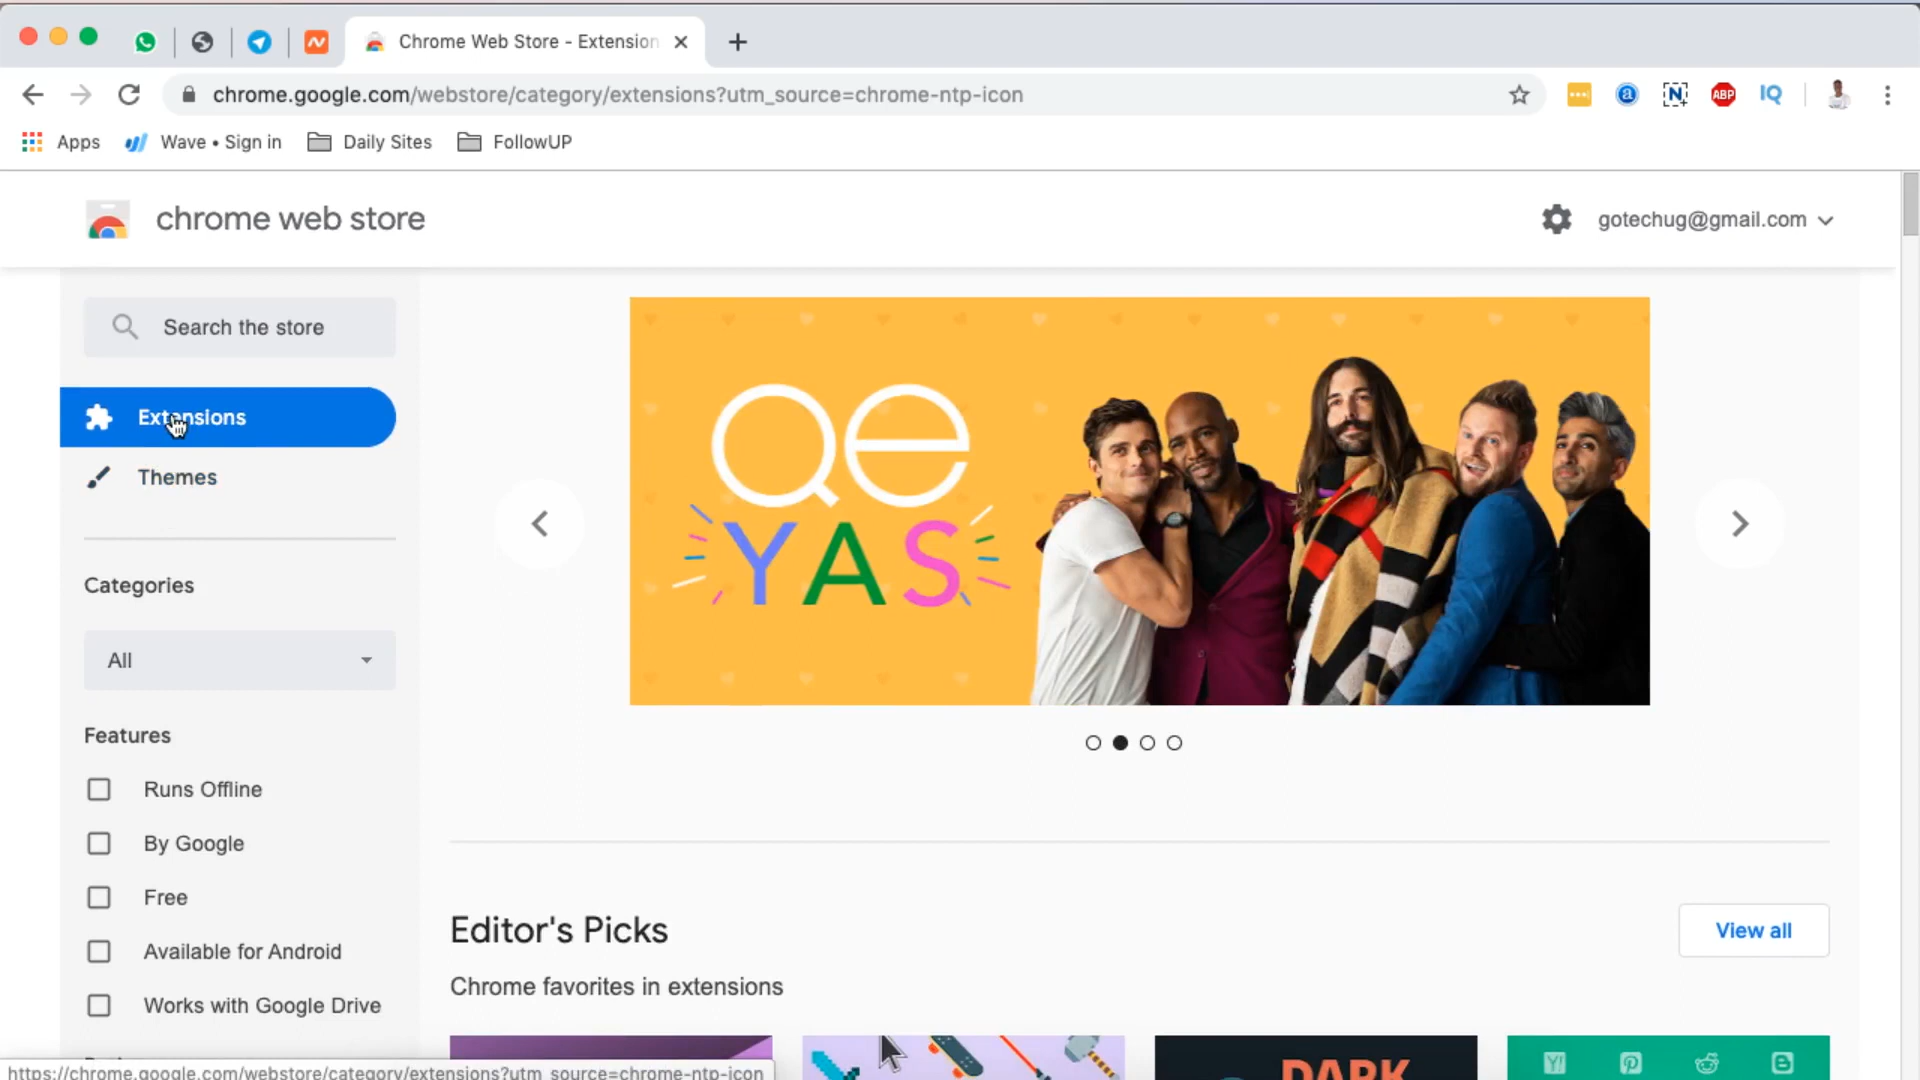 Chrome Web Store - Extension
chrome.google.com/webstore/category/extensions?utm_source=chrome-ntp-icon
ABP
IQ
Apps
Wave • Sign in
Daily Sites
FollowUP
chrome web store
gotechug@gmail.com
Search the store
Extensions
Themes
Categories
All
Features
Runs Offline
By Google
Free
Available for Android
Works with Google Drive
QE
YAS
Editor's Picks
View all
Chrome favorites in extensions
DARK
https://chrome.google.com/webstore/category/extensions?utm_source=chrome-ntp-icon